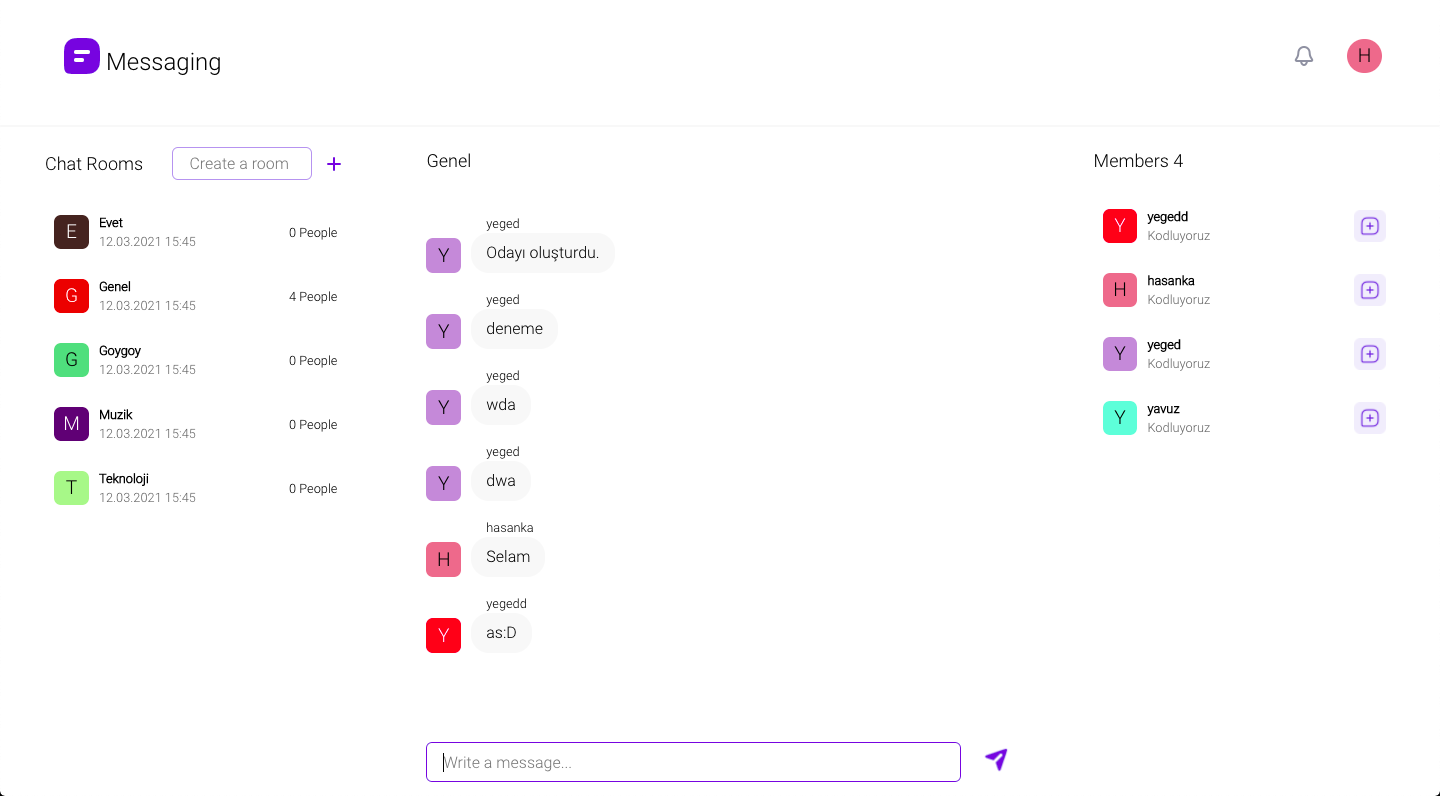 Messaging
H
Chat Rooms
Create a room
E
Evet
12.03.2021 15:45
0 People
G
Genel
12.03.2021 15:45
4 People
G
Goygoy
12.03.2021 15:45
0 People
M
Muzik
12.03.2021 15:45
0 People
T
Teknoloji
12.03.2021 15:45
0 People
Genel
yeged
Y
Odayı oluşturdu.
yeged
Y
deneme
yeged
Y
wda
yeged
Y
dwa
hasanka
H
Selam
yegedd
Y
as:D
Write a message...
Members 4
Y
yegedd
Kodluyoruz
H
hasanka
Kodluyoruz
Y
yeged
Kodluyoruz
Y
yavuz
Kodluyoruz